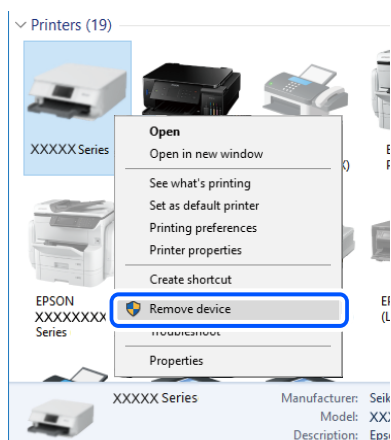 Printers (19)
XXXXX Series
Open
Open in new window
See what's printing
Set as default printer
Printing preferences
Printer properties
Create shortcut
Remove device
Troubleshoot
Properties
EPSON
XXXXXXXX
Series
XXXXX Series
Manufacturer:
Model:
Description: